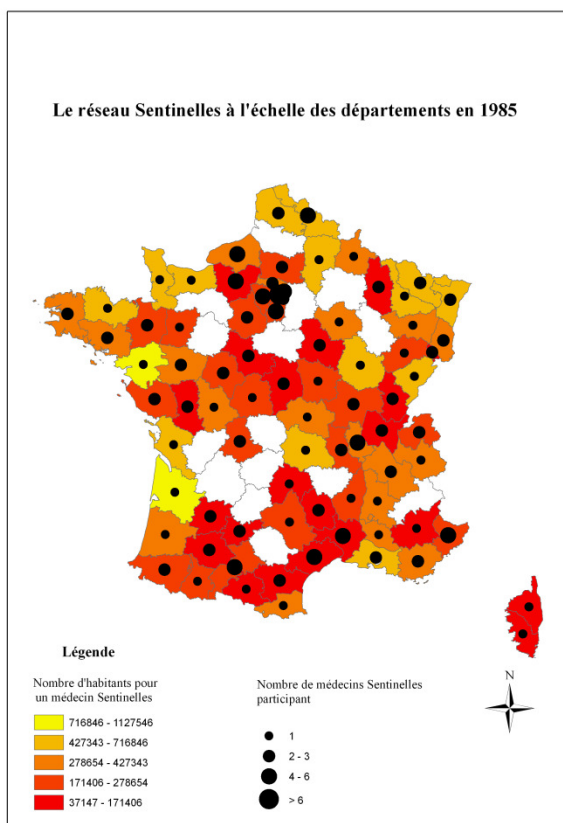 Le réseau Sentinelles à l'échelle des départements en 1985
Légende
Nombre d'habitants pour
un médecin Sentinelles
716846 - 1127546
427343 - 716846
278654 - 427343
171406 - 278654
37147 - 171406
Nombre de médecins Sentinelles
participant
1
2 - 3
4 - 6
> 6
N